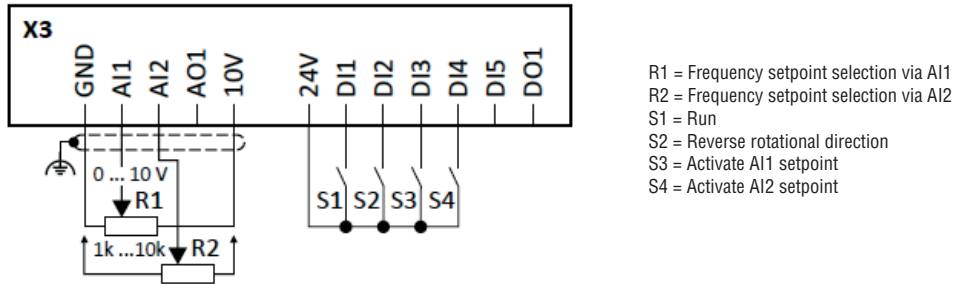 X3
GND AI1 AI2 AO1 10V 24V DI1 DI2 DI3 DI4 DI5 DO1
0 ... 10 V
R1
1k ...10k R2
S1 S2 S3 S4
R1 = Frequency setpoint selection via AI1
R2 = Frequency setpoint selection via AI2
S1 = Run
S2 = Reverse rotational direction
S3 = Activate AI1 setpoint
S4 = Activate AI2 setpoint